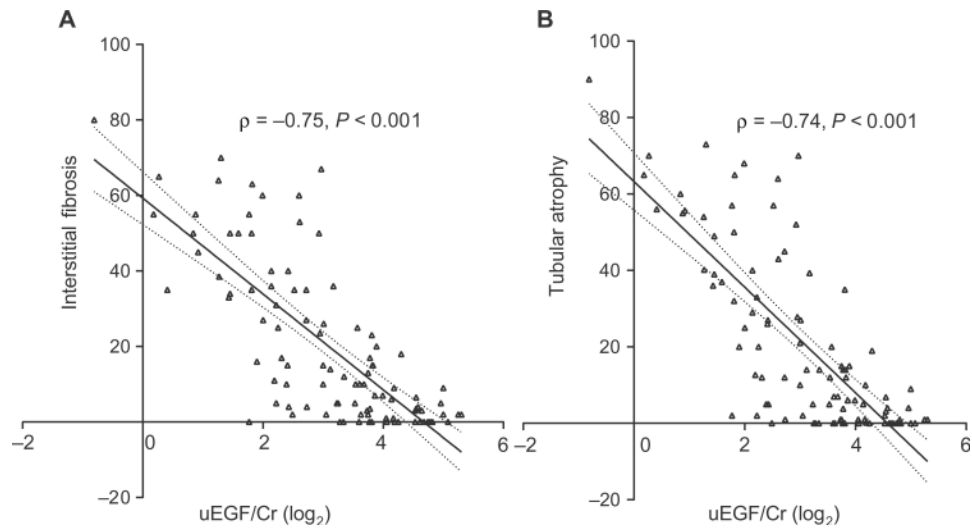 A
100
80
60
40
20
–20
–2
0
2
4
6
Interstitial fibrosis
ρ = –0.75, P < 0.001
uEGF/Cr (log2)
B
100
80
60
40
20
0
–20
–2
0
2
4
6
Tubular atrophy
ρ = –0.74, P < 0.001
uEGF/Cr (log2)